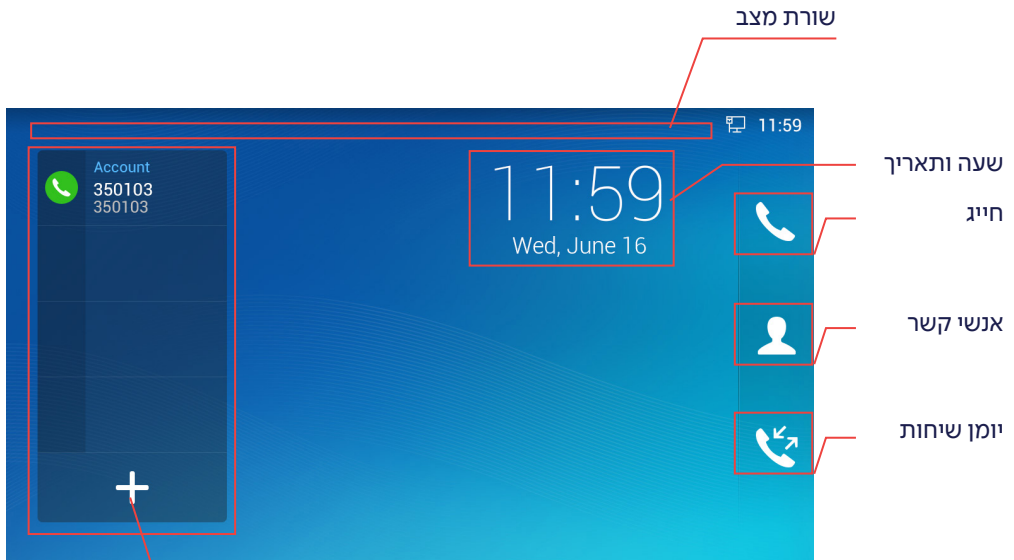 שורת מצב
11:59
Account
350103
350103
11:59
Wed, June 16
שעה ותאריך
חייג
אנשי קשר
יומן שיחות